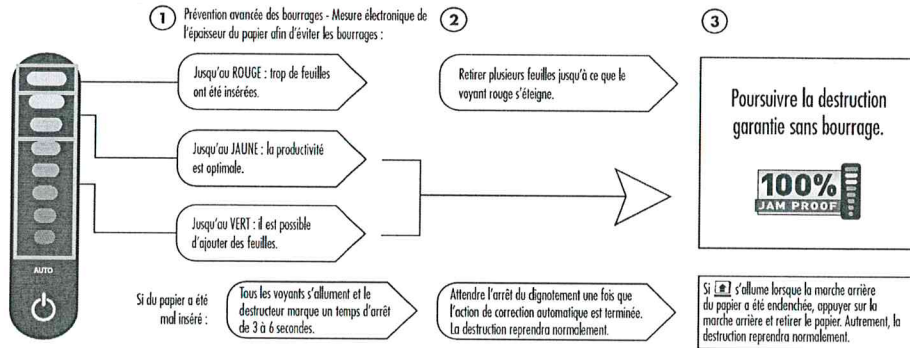 1 Prévention avancée des bourrages - Mesure électronique de
l'épaisseur du papier afin d'éviter les bourrages :
2
3
Jusqu'au ROUGE : trop de feuilles
ont été insérées.
Retirer plusieurs feuilles jusqu'à ce que le
voyant rouge s'éteigne.
Jusqu'au JAUNE : la productivité
est optimale.
Jusqu'au VERT : il est possible
d'ajouter des feuilles.
Poursuivre la destruction
garantie sans bourrage.
100%
JAM PROOF
AUTO
Si du papier a été
mal inséré :
Tous les voyants s'allument et le
destructeur marque un temps d'arrêt
de 3 à 6 secondes.
Attendre l'arrêt du clignotement une fois que
l'action de correction automatique est terminée.
La destruction reprendra normalement.
Si s'allume lorsque la marche arrière
du papier a été enclenchée, appuyer sur la
marche arrière et retirer le papier. Autrement, la
destruction reprendra normalement.